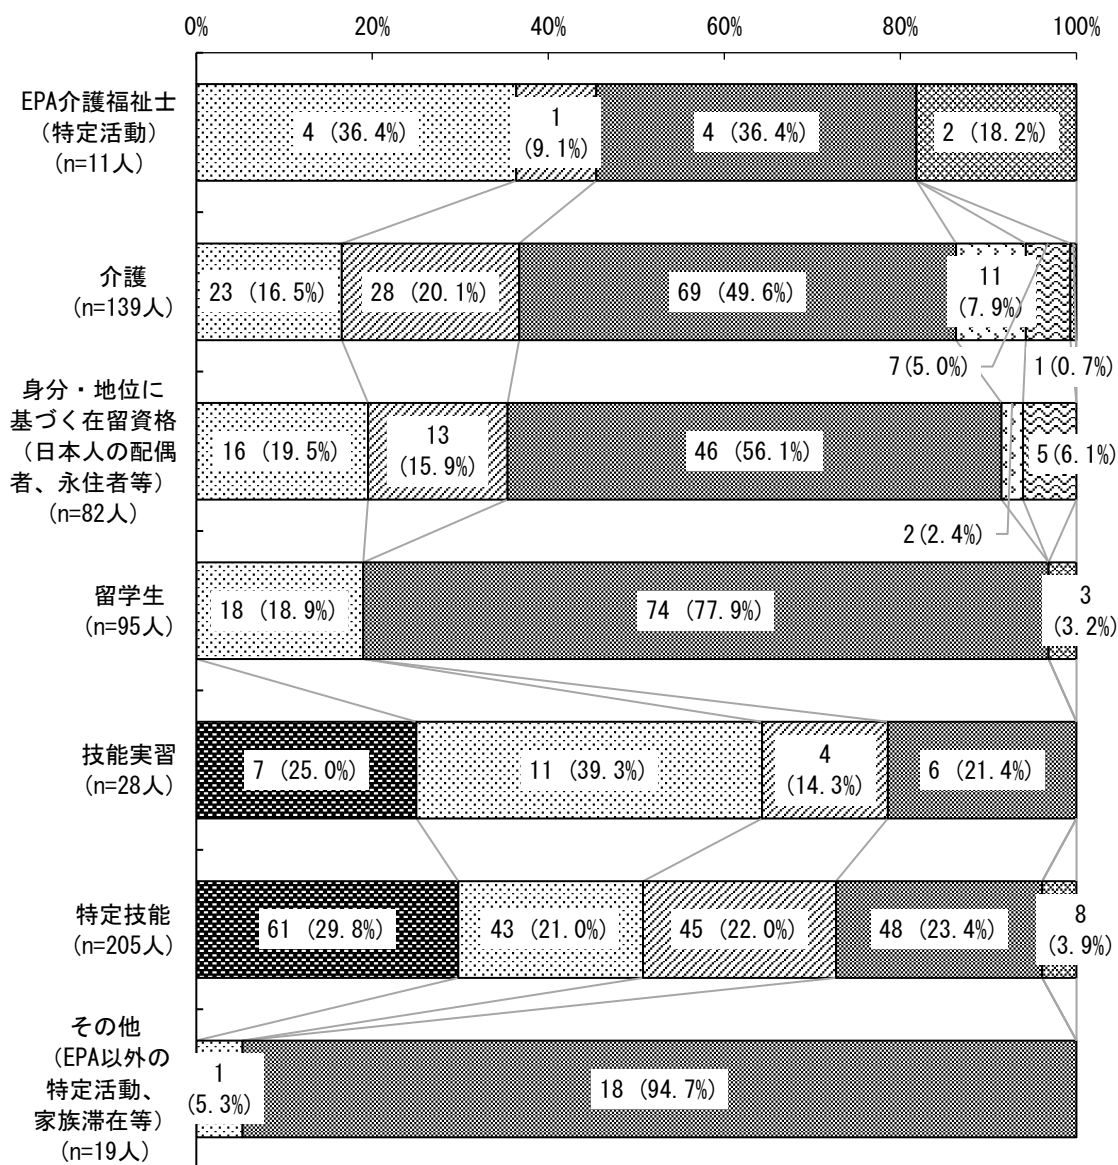 0%
20%
40%
60%
80%
100%
EPA介護福祉士
（特定活動）
(n=11人)
4 (36.4%)
1
(9.1%)
4 (36.4%)
2 (18.2%)
介護
(n=139人)
23 (16.5%)
28 (20.1%)
69 (49.6%)
11
(7.9%)
7(5.0%)
1(0.7%)
身分・地位に
基づく在留資格
（日本人の配偶
者、永住者等）
(n=82人)
16 (19.5%)
13
(15.9%)
46 (56.1%)
2(2.4%)
5(6.1%)
留学生
(n=95人)
18 (18.9%)
74 (77.9%)
3
(3.2%)
技能実習
(n=28人)
7 (25.0%)
11 (39.3%)
4
(14.3%)
6 (21.4%)
特定技能
(n=205人)
61 (29.8%)
43 (21.0%)
45 (22.0%)
48 (23.4%)
8
(3.9%)
その他
（EPA以外の
特定活動、
家族滞在等）
(n=19人)
1
(5.3%)
18 (94.7%)